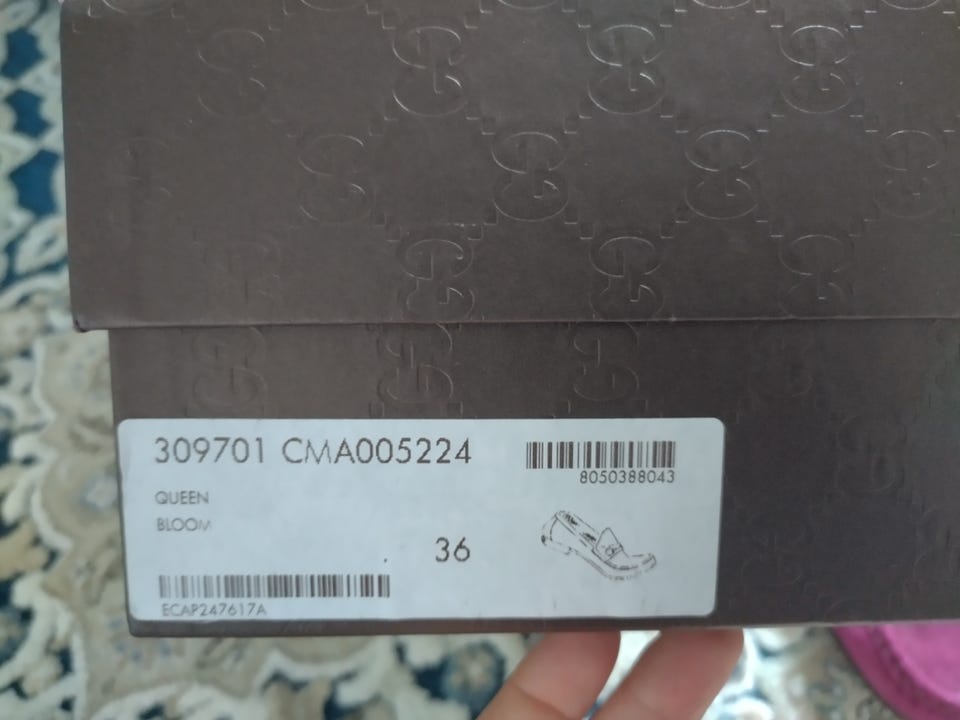 309701 CMA005224
8050388043
QUEEN
BLOOM
36
ECAP247617A